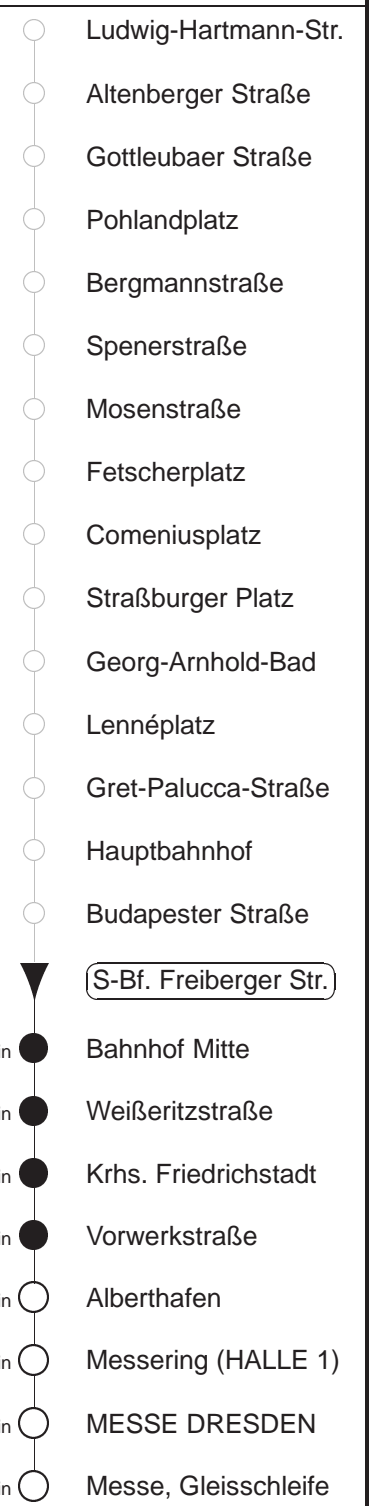 Ludwig-Hartmann-Str.
Altenberger Straße
Gottleubaer Straße
Pohlandplatz
Bergmannstraße
Spenerstraße
Mosenstraße
Fetscherplatz
Comeniusplatz
Straßburger Platz
Georg-Arnhold-Bad
Lennéplatz
Gret-Palucca-Straße
Hauptbahnhof
Budapester Straße
S-Bf. Freiberger Str.
Bahnhof Mitte
Weißeritzstraße
Krhs. Friedrichstadt
Vorwerkstraße
Alberthafen
Messering (HALLE 1)
MESSE DRESDEN
Messe, Gleisschleife